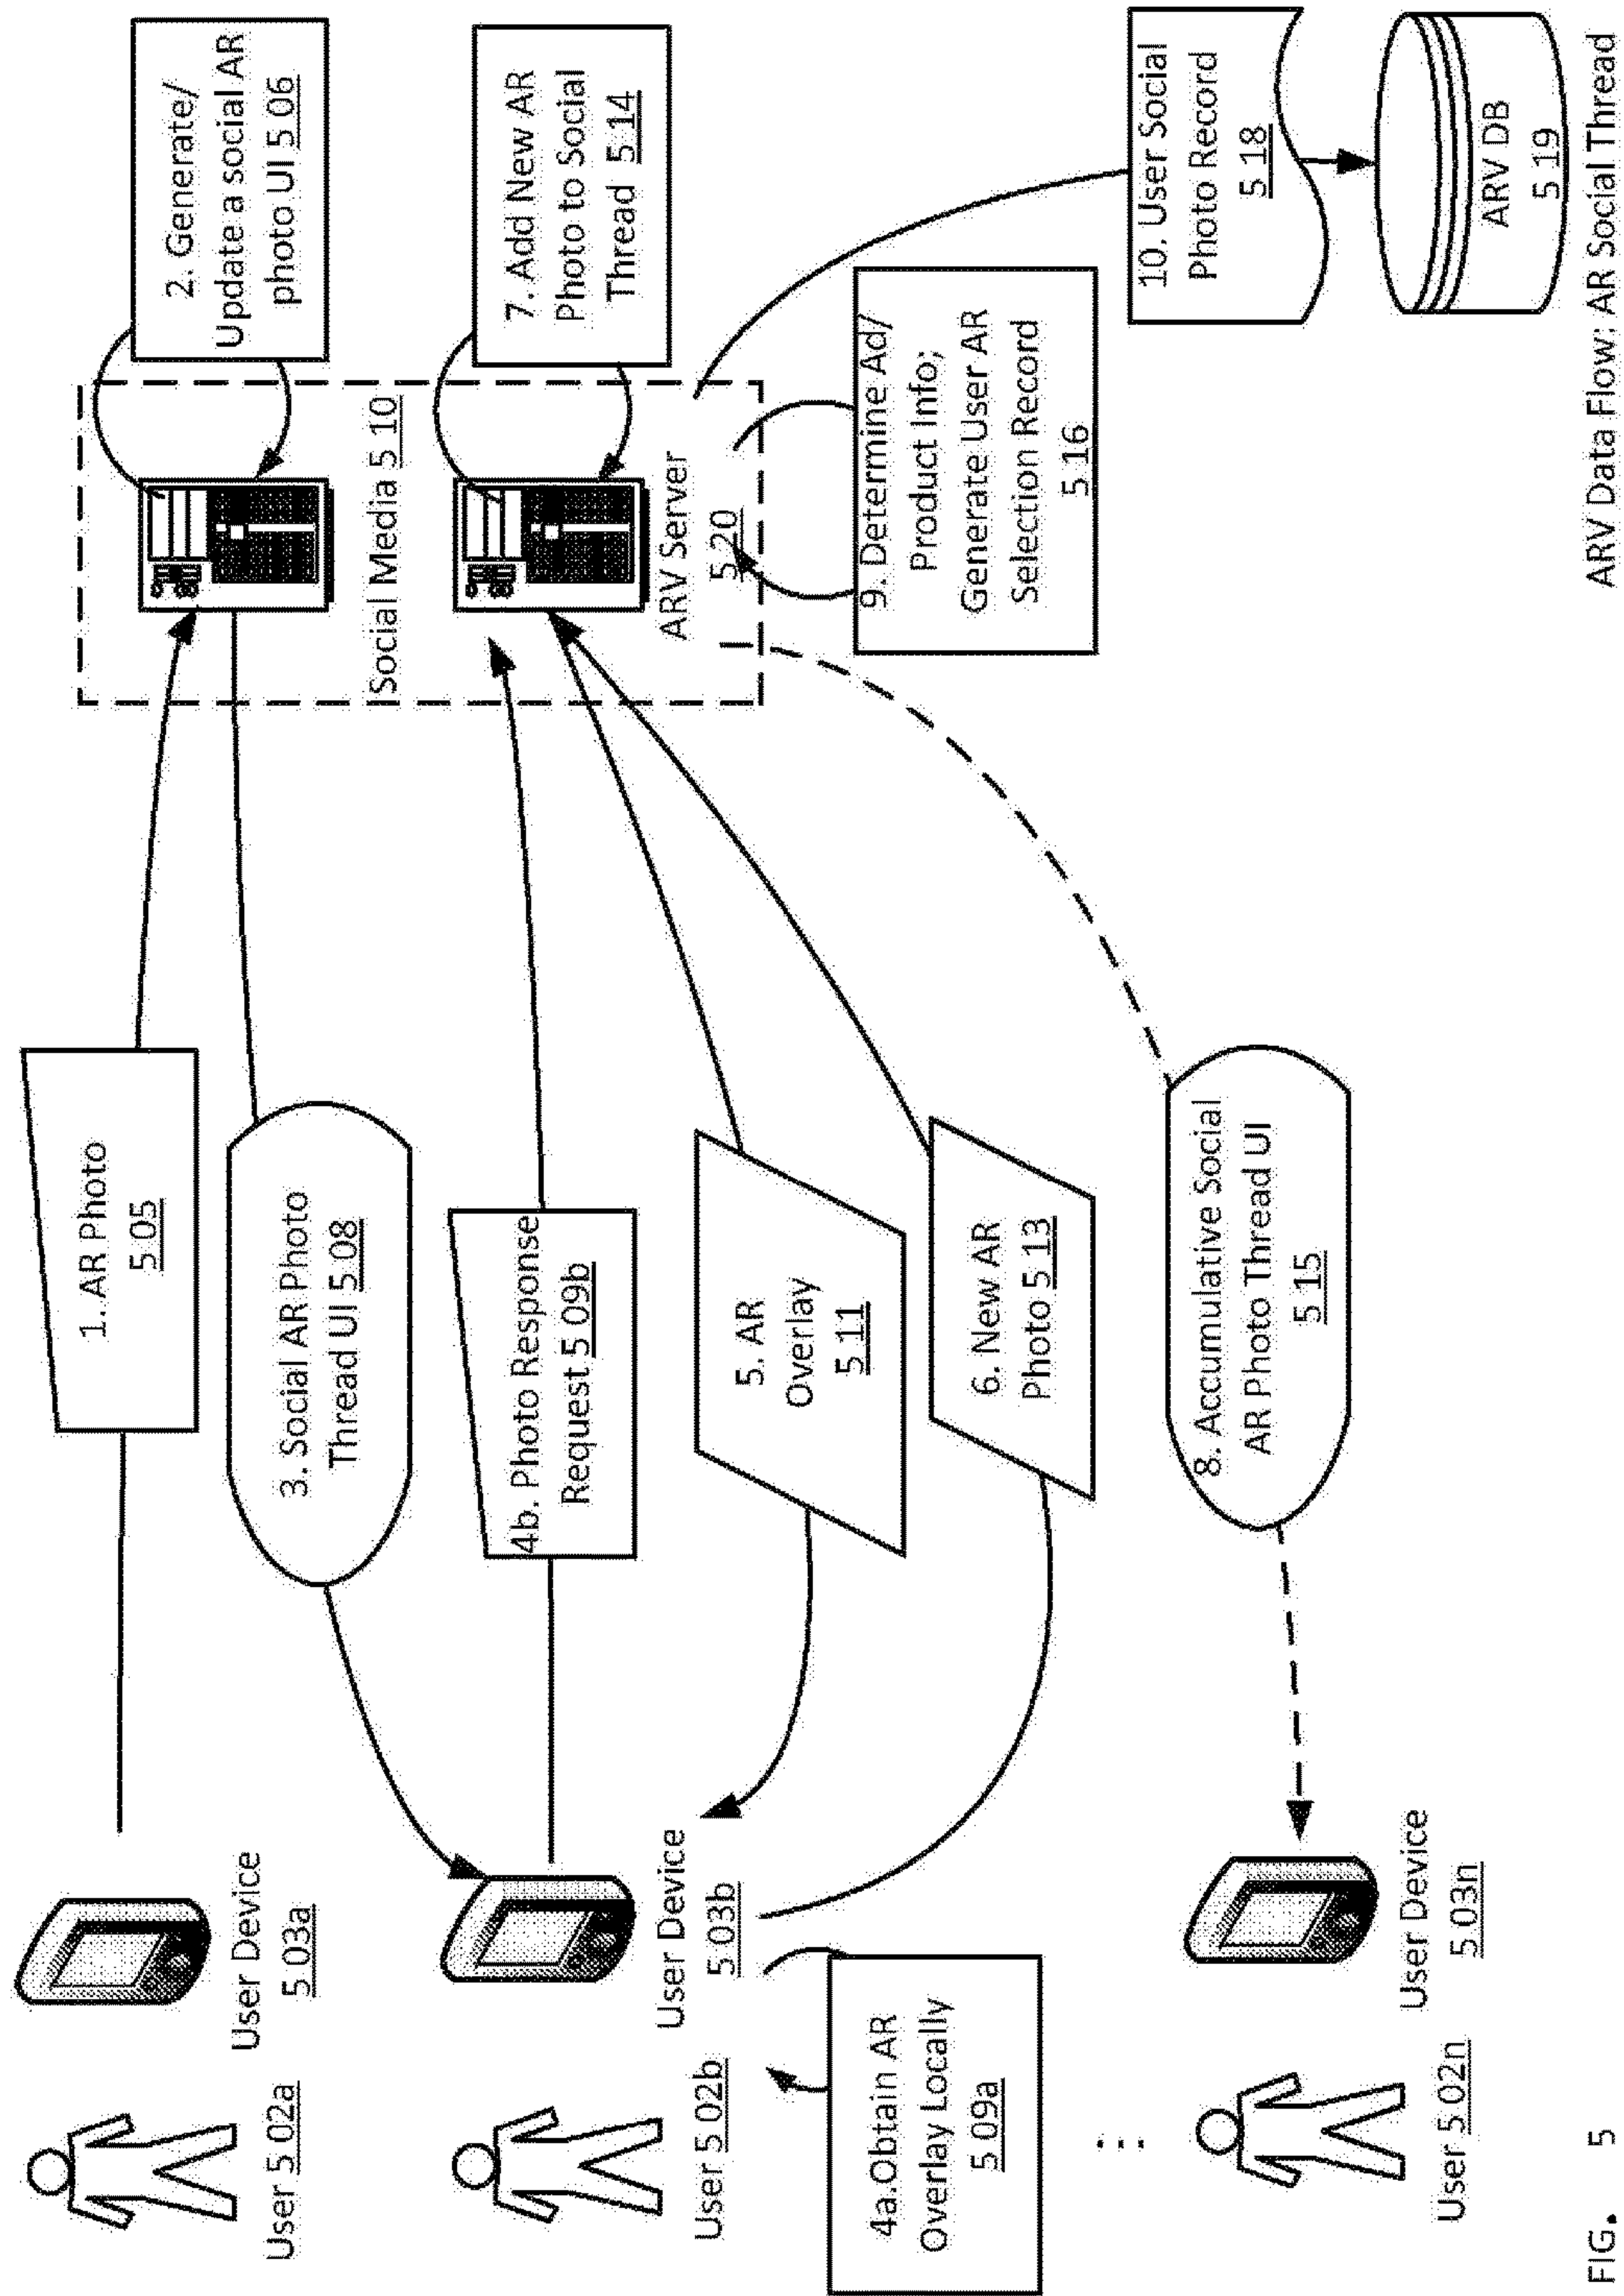 User 5 02a
User Device
5 03a
1. AR Photo
5 05
2. Generate/
Update a social AR
photo UI 5 06
3. Social AR Photo
Thread UI 5 08
Social Media 5 10
User 5 02b
User Device
5 03b
4b. Photo Response
Request 5 09b
7. Add New AR
Photo to Social
Thread 5 14
ARV Server
5 20
4a.Obtain AR
Overlay Locally
5 09a
5. AR
Overlay
5 11
6. New AR
Photo 5 13
9. Determine Ad/
Product Info;
Generate User AR
Selection Record
5 16
...
User 5 02n
User Device
5 03n
8. Accumulative Social
AR Photo Thread UI
5 15
10. User Social
Photo Record
5 18
ARV DB
5 19
FIG. 5
ARV Data Flow: AR Social Thread